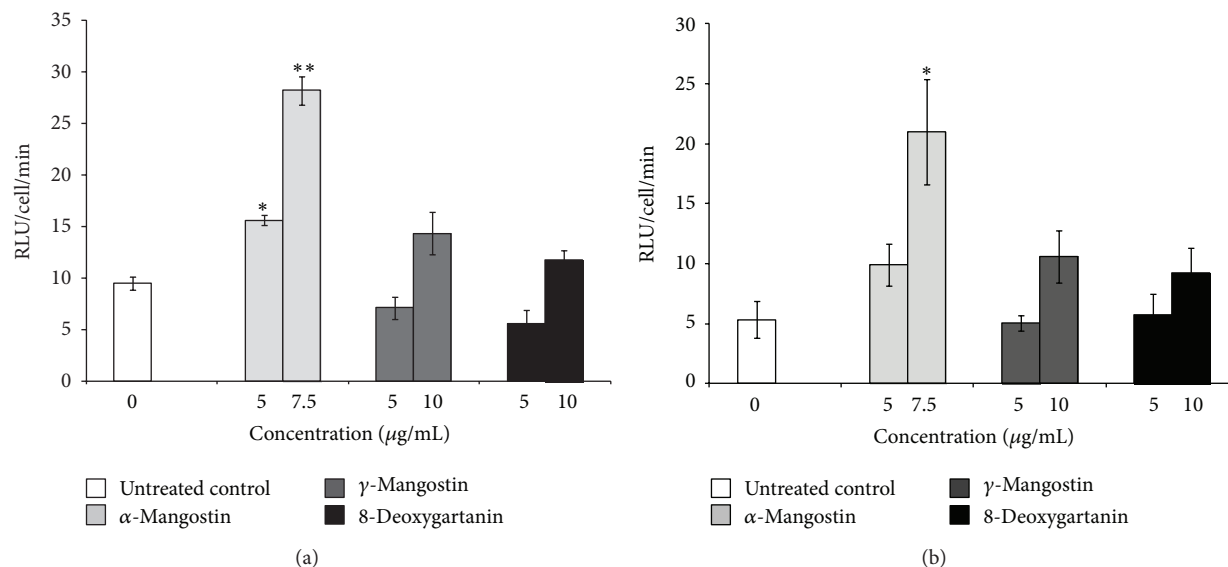 35
30
25
20
15
10
5
0
RLU/cell/min
*
**
0 5 7.5 5 10 5 10
Concentration (μg/mL)
Untreated control
α-Mangostin
γ-Mangostin
8-Deoxygartanin
(a)
30
25
20
15
10
5
0
RLU/cell/min
*
0 5 7.5 5 10 5 10
Concentration (μg/mL)
Untreated control
α-Mangostin
γ-Mangostin
8-Deoxygartanin
(b)